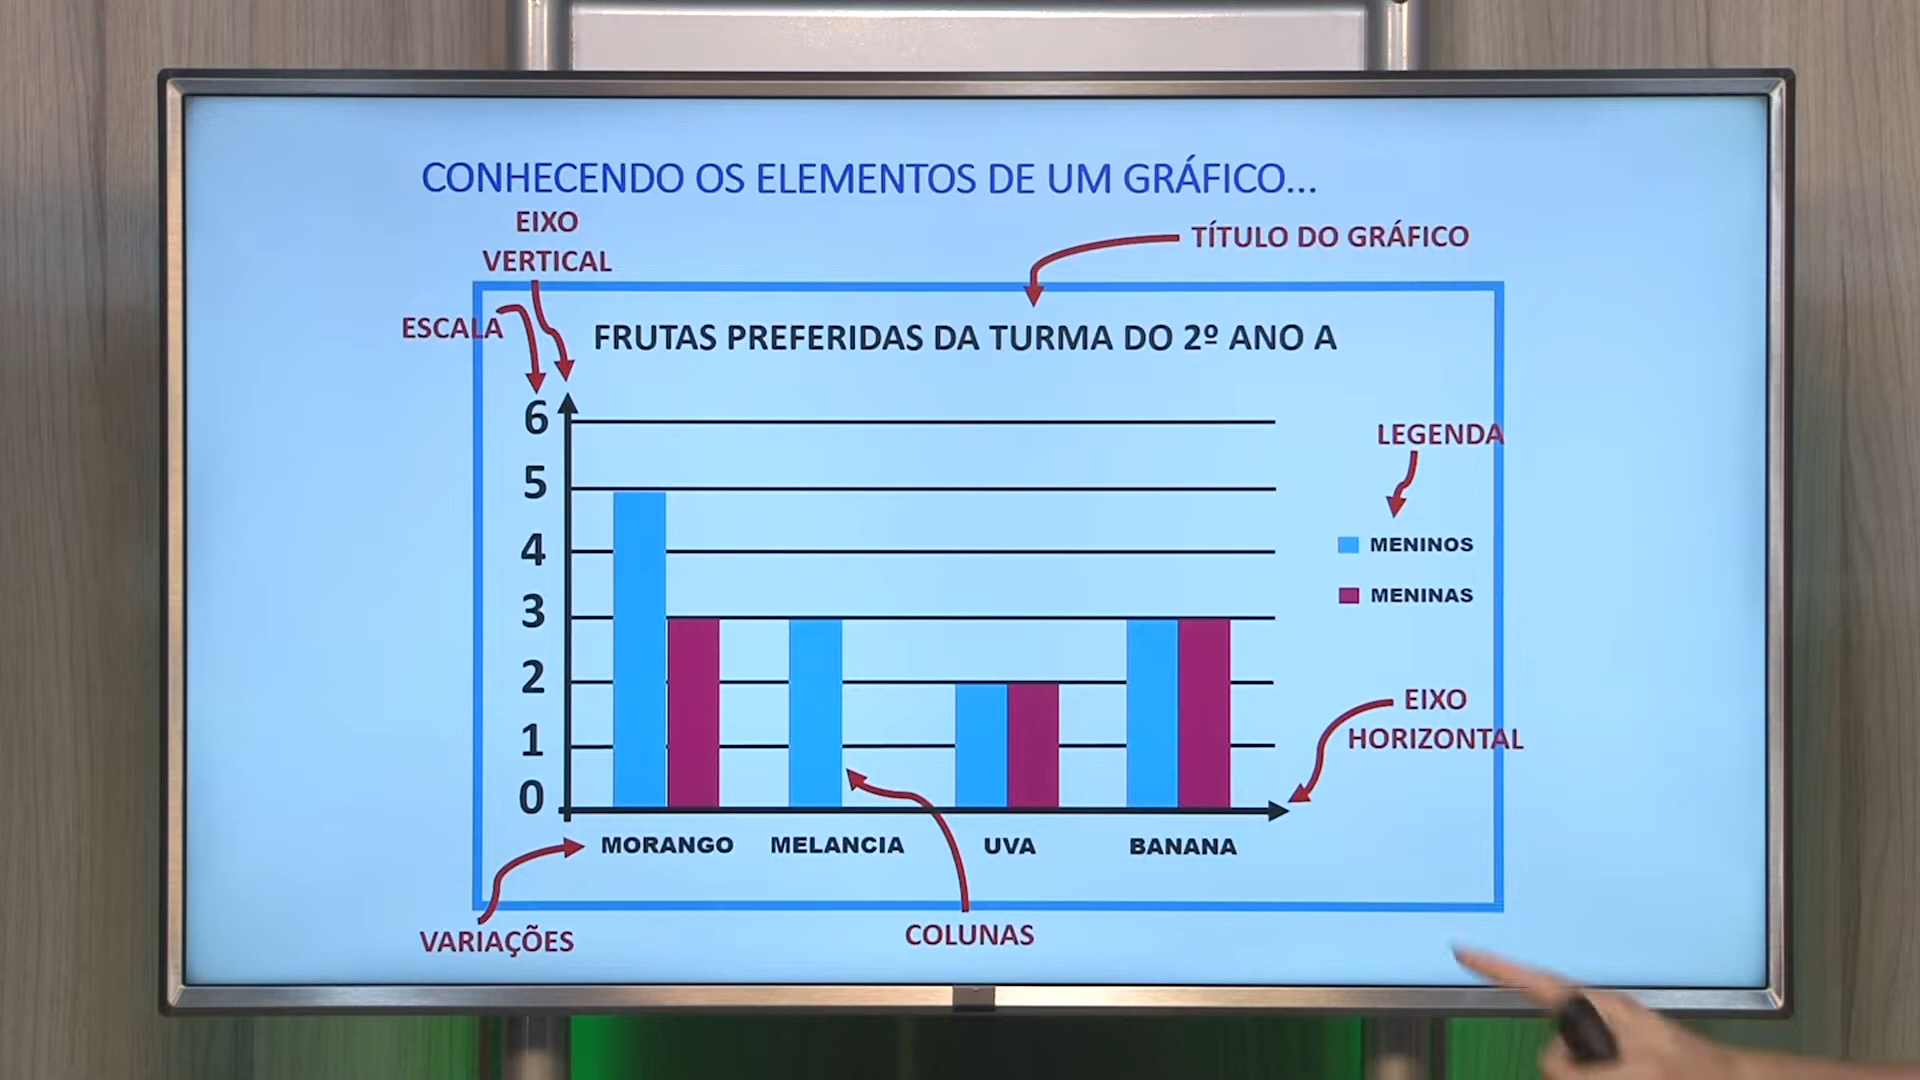 CONHECENDO OS ELEMENTOS DE UM GRÁFICO...
EIXO
VERTICAL
TÍTULO DO GRÁFICO
ESCALA
FRUTAS PREFERIDAS DA TURMA DO 2º ANO A
6
5
4
3
2
1
0
LEGENDA
MENINOS
MENINAS
EIXO
HORIZONTAL
MORANGO MELANCIA UVA BANANA
VARIAÇÕES
COLUNAS